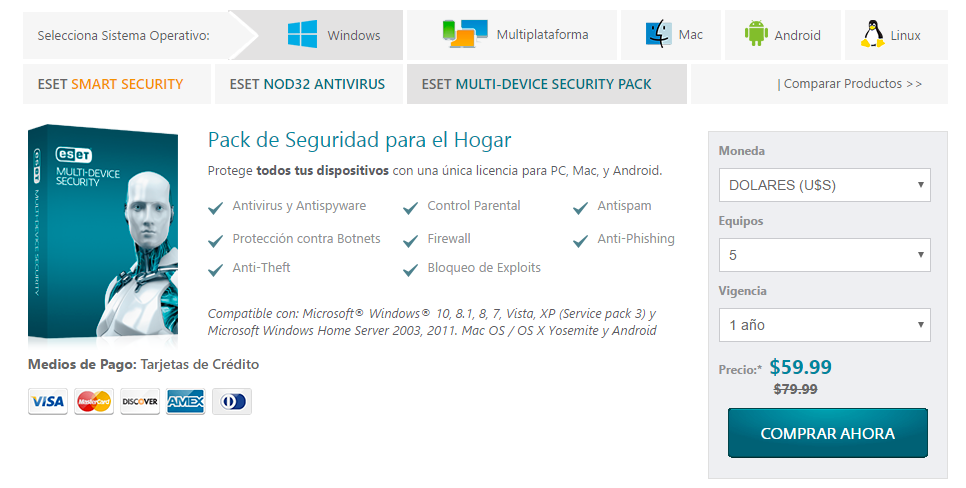 Selecciona Sistema Operativo:
Windows
Multiplataforma
Mac
Android
Linux
ESET SMART SECURITY
ESET NOD32 ANTIVIRUS
ESET MULTI-DEVICE SECURITY PACK
| Comparar Productos >>
eseT
MULTI-DEVICE
SECURITY
eseT
MULTI-DEVICE SECURITY
Pack de Seguridad para el Hogar
Protege todos tus dispositivos con una única licencia para PC, Mac, y Android.
Antivirus y Antispyware
Control Parental
Antispam
Protección contra Botnets
Firewall
Anti-Phishing
Anti-Theft
Bloqueo de Exploits
Compatible con: Microsoft® Windows® 10, 8.1, 8, 7, Vista, XP (Service pack 3) y
Microsoft Windows Home Server 2003, 2011. Mac OS / OS X Yosemite y Android
Medios de Pago: Tarjetas de Crédito
VISA
MasterCard
DISCOVER
AMEX
Moneda
DOLARES (U$S)
Equipos
5
Vigencia
1 año
Precio:* $59.99
$79.99
COMPRAR AHORA